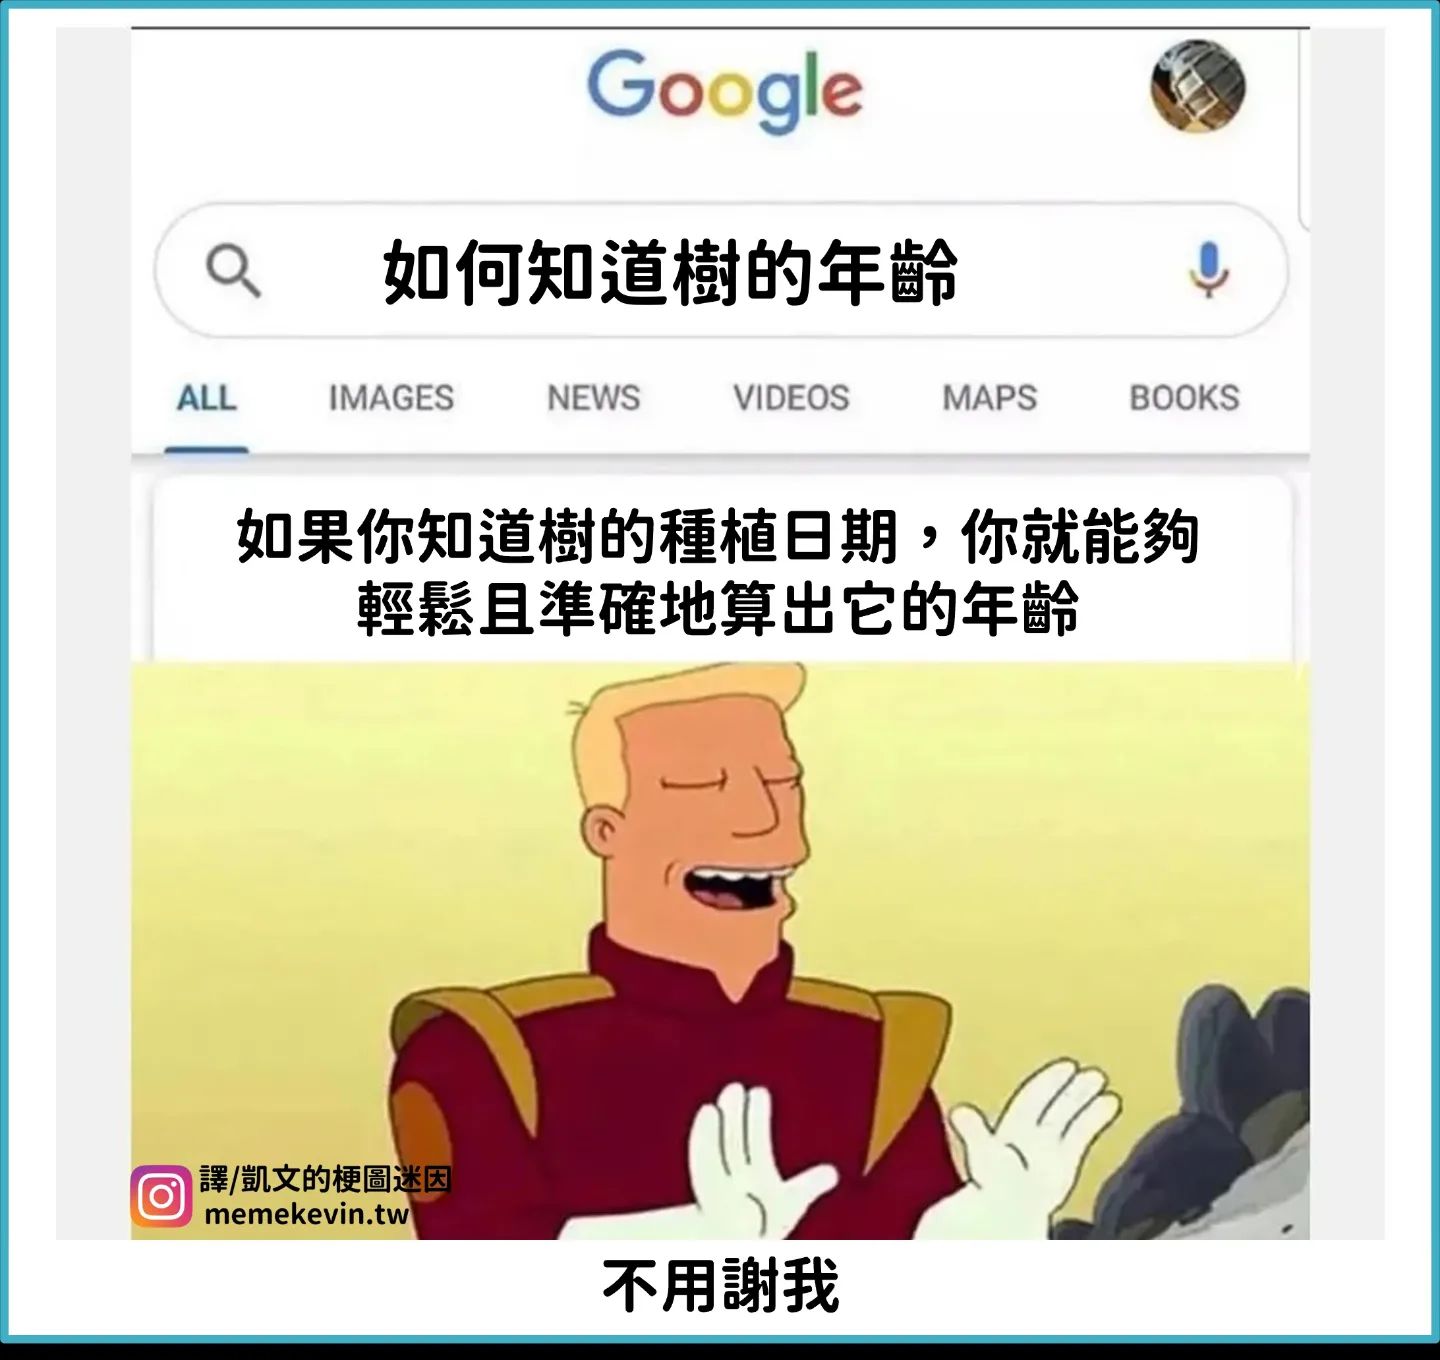 Google
如何知道樹的年齡
ALL IMAGES NEWS VIDEOS MAPS BOOKS
如果你知道樹的種植日期，你就能夠
輕鬆且準確地算出它的年齡
譯/凱文的梗圖迷因
memekevin.tw
不用謝我